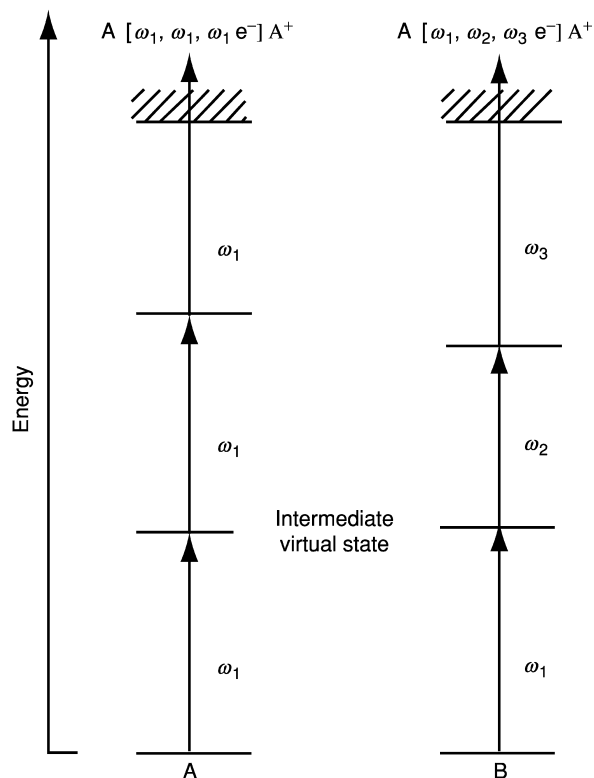 A [ω₁, ω₁, ω₁ e⁻] A⁺
A [ω₁, ω₂, ω₃ e⁻] A⁺
ω₁
ω₃
Energy
ω₁
ω₂
Intermediate
virtual state
ω₁
ω₁
A
B